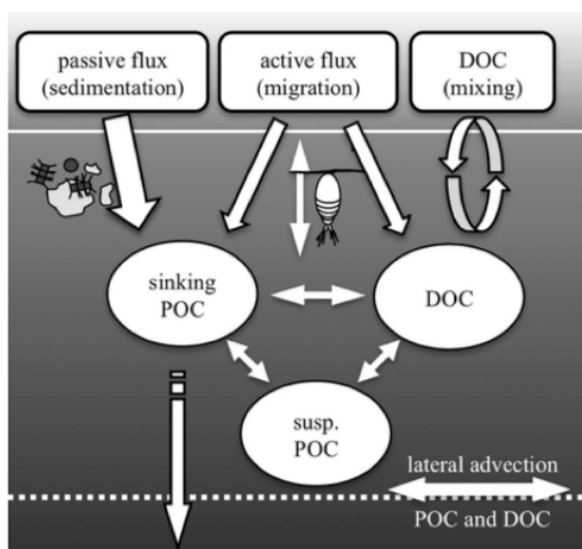 passive flux
(sedimentation)
active flux
(migration)
DOC
(mixing)
sinking
POC
DOC
susp.
POC
lateral advection
POC and DOC